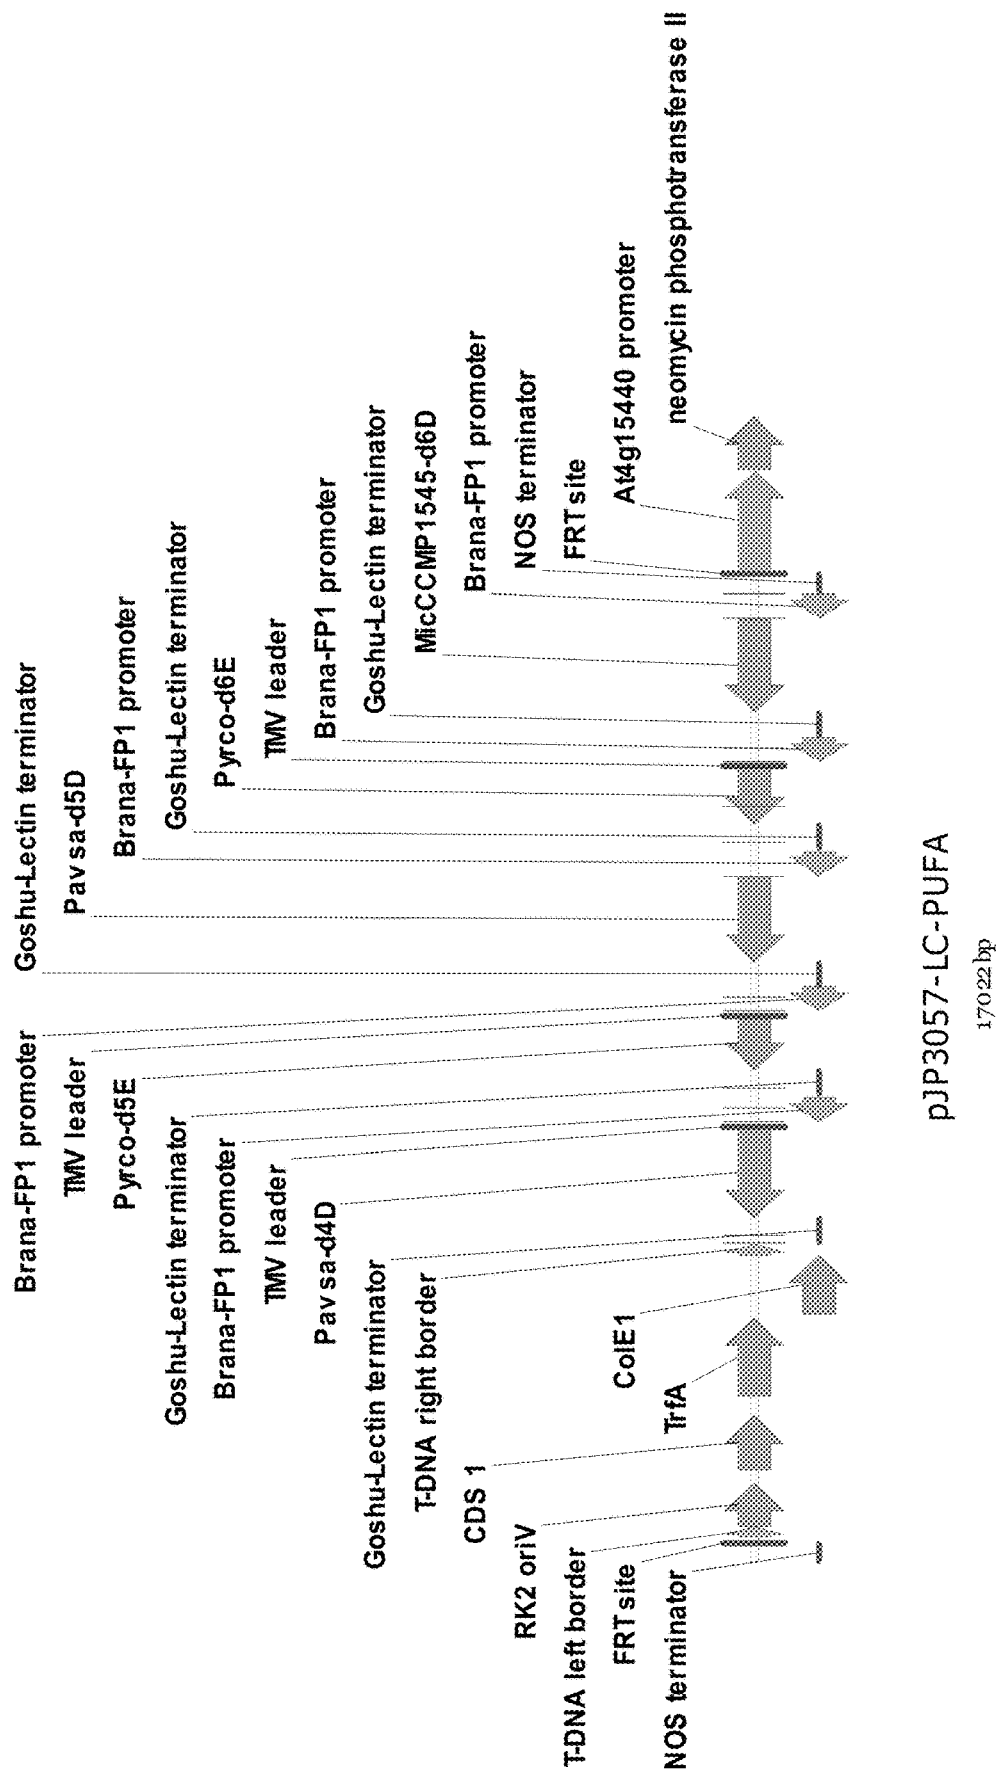 Brana-FP1 promoter
TMV leader
Pyrco-d5E
Goshu-Lectin terminator
Brana-FP1 promoter
TMV leader
Pavsa-d4D
Goshu-Lectin terminator
T-DNA right border
CDS 1
RK2 oriV
T-DNA left border
FRT site
NOS terminator
ColE1
TrfA
Goshu-Lectin terminator
Pavsa-d5D
Brana-FP1 promoter
Goshu-Lectin terminator
Pyrco-d6E
TMV leader
Brana-FP1 promoter
Goshu-Lectin terminator
MicCCMP1545-d6D
Brana-FP1 promoter
NOS terminator
FRT site
At4g15440 promoter
neomycin phosphotransferase II
pJP3057-LC-PUFA
17022 bp